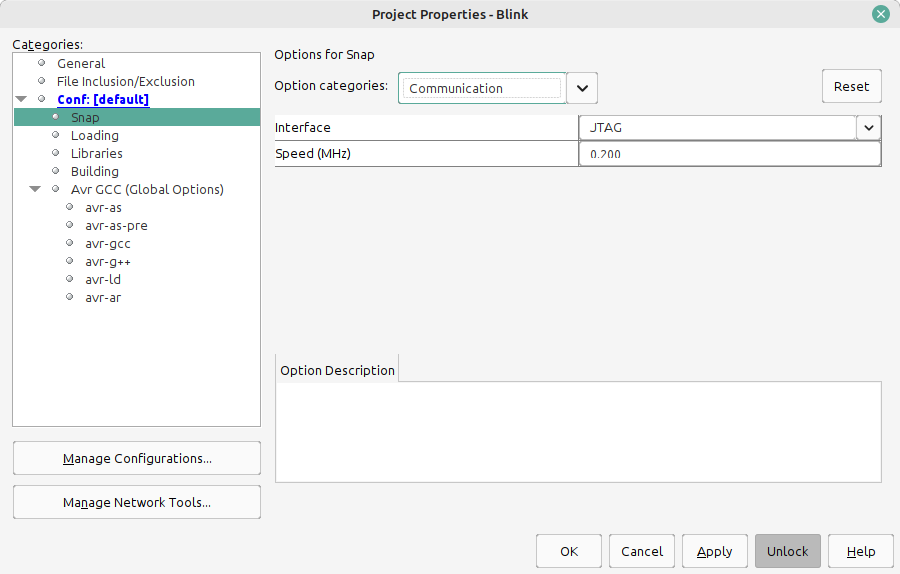 Project Properties - Blink
Categories:
General
File Inclusion/Exclusion
Conf: [default]
Snap
Loading
Libraries
Building
Avr GCC (Global Options)
avr-as
avr-as-pre
avr-gcc
avr-g++
avr-ld
avr-ar
Manage Configurations...
Manage Network Tools...
Options for Snap
Option categories: Communication Reset
Interface JTAG
Speed (MHz) 0.200
Option Description
OK Cancel Apply Unlock Help